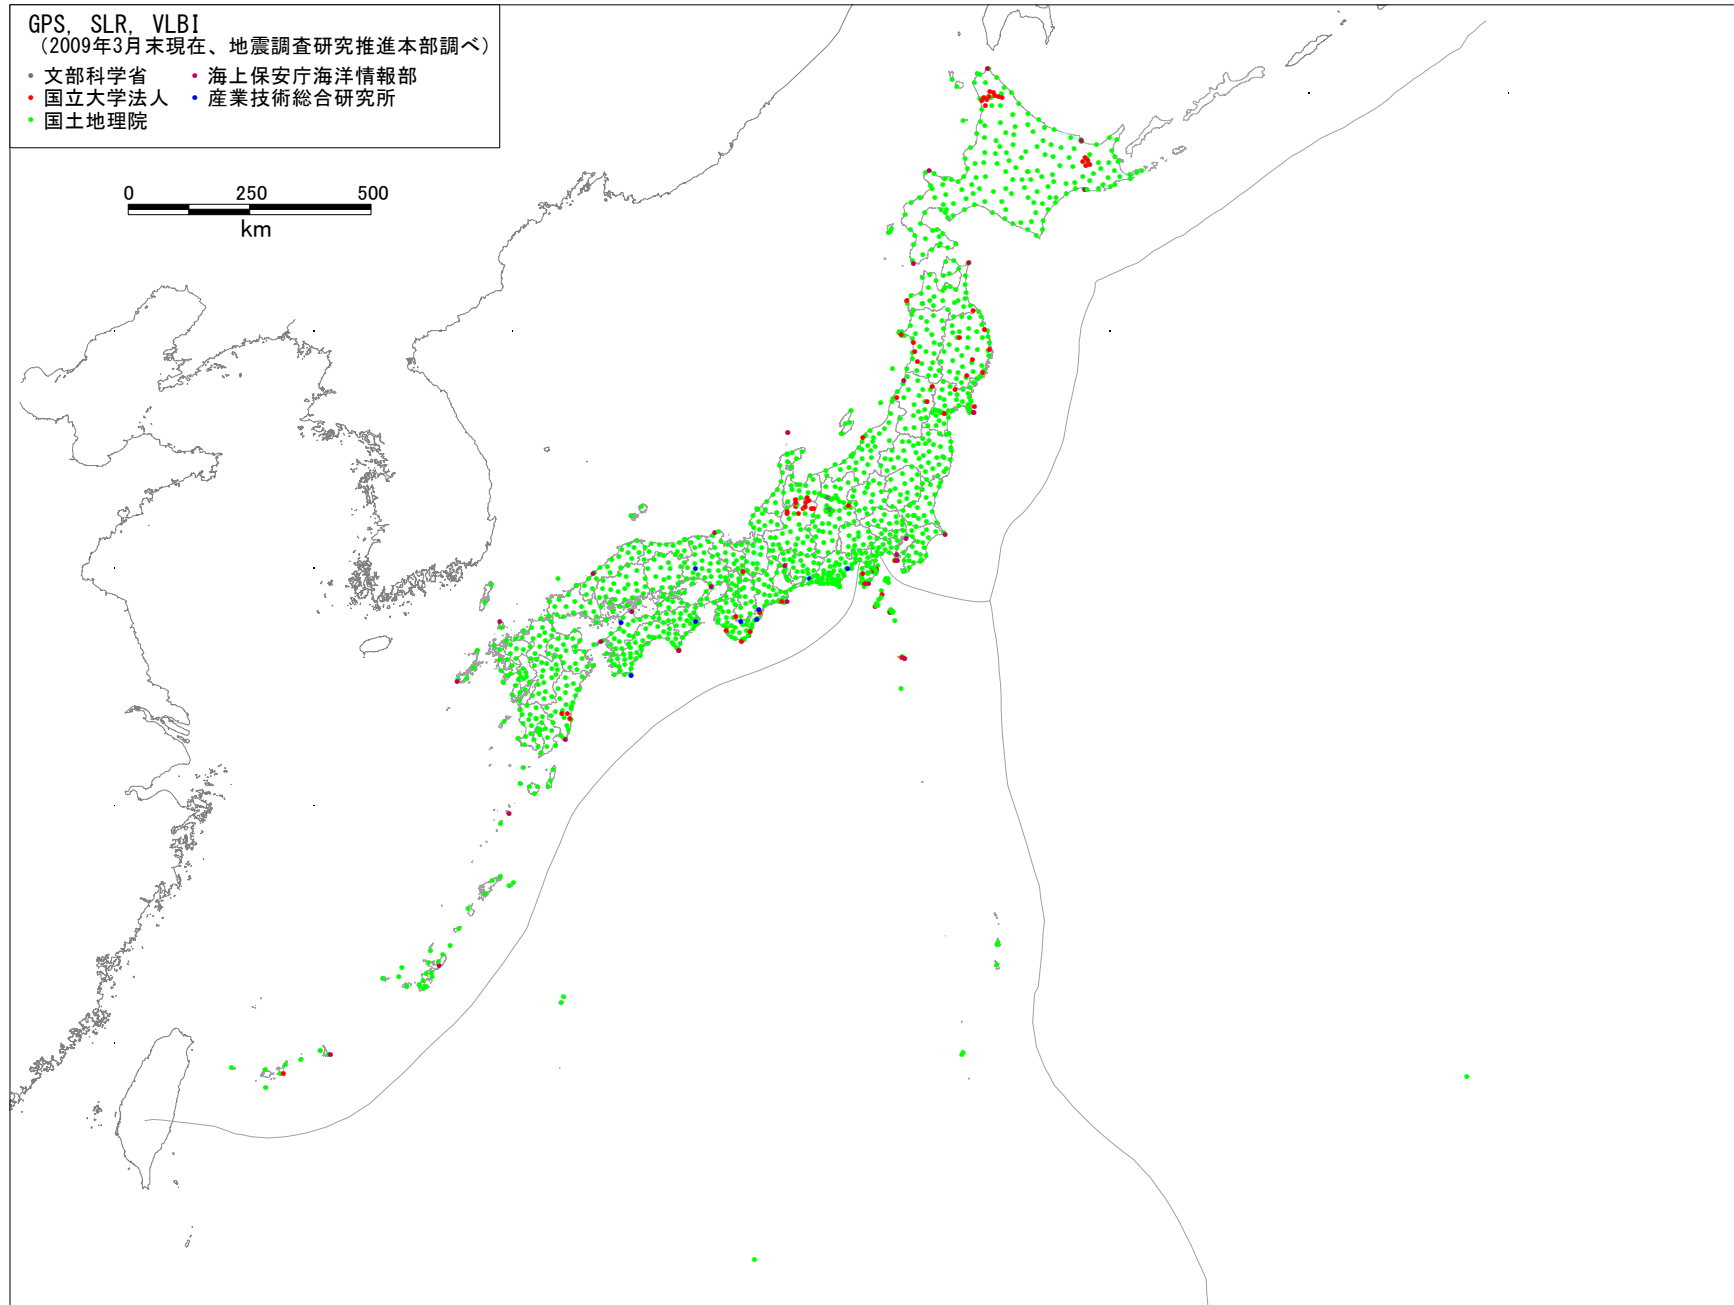 GPS, SLR, VLBI
(2009年3月末現在、地震調査研究推進本部調べ)
文部科学省 海上保安庁海洋情報部
国立大学法人 産業技術総合研究所
国土地理院
0 250 500
km